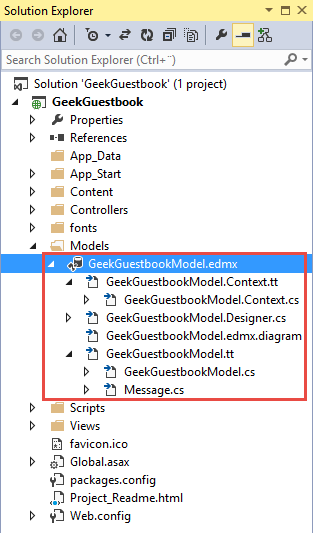 Solution Explorer
Search Solution Explorer (Ctrl+¨)
Solution 'GeekGuestbook' (1 project)
GeekGuestbook
Properties
References
App_Data
App_Start
Content
Controllers
fonts
Models
GeekGuestbookModel.edmx
GeekGuestbookModel.Context.tt
GeekGuestbookModel.Context.cs
GeekGuestbookModel.Designer.cs
GeekGuestbookModel.edmx.diagram
GeekGuestbookModel.tt
GeekGuestbookModel.cs
Message.cs
Scripts
Views
favicon.ico
Global.asax
packages.config
Project_Readme.html
Web.config